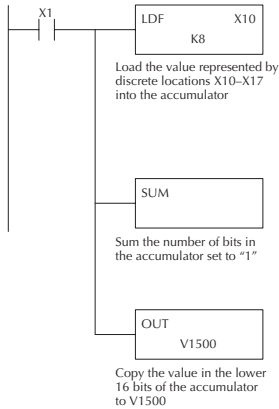 X1
LDF X10
K8
Load the value represented by
discrete locations X10–X17
into the accumulator
SUM
Sum the number of bits in
the accumulator set to “1”
OUT
V1500
Copy the value in the lower
16 bits of the accumulator
to V1500